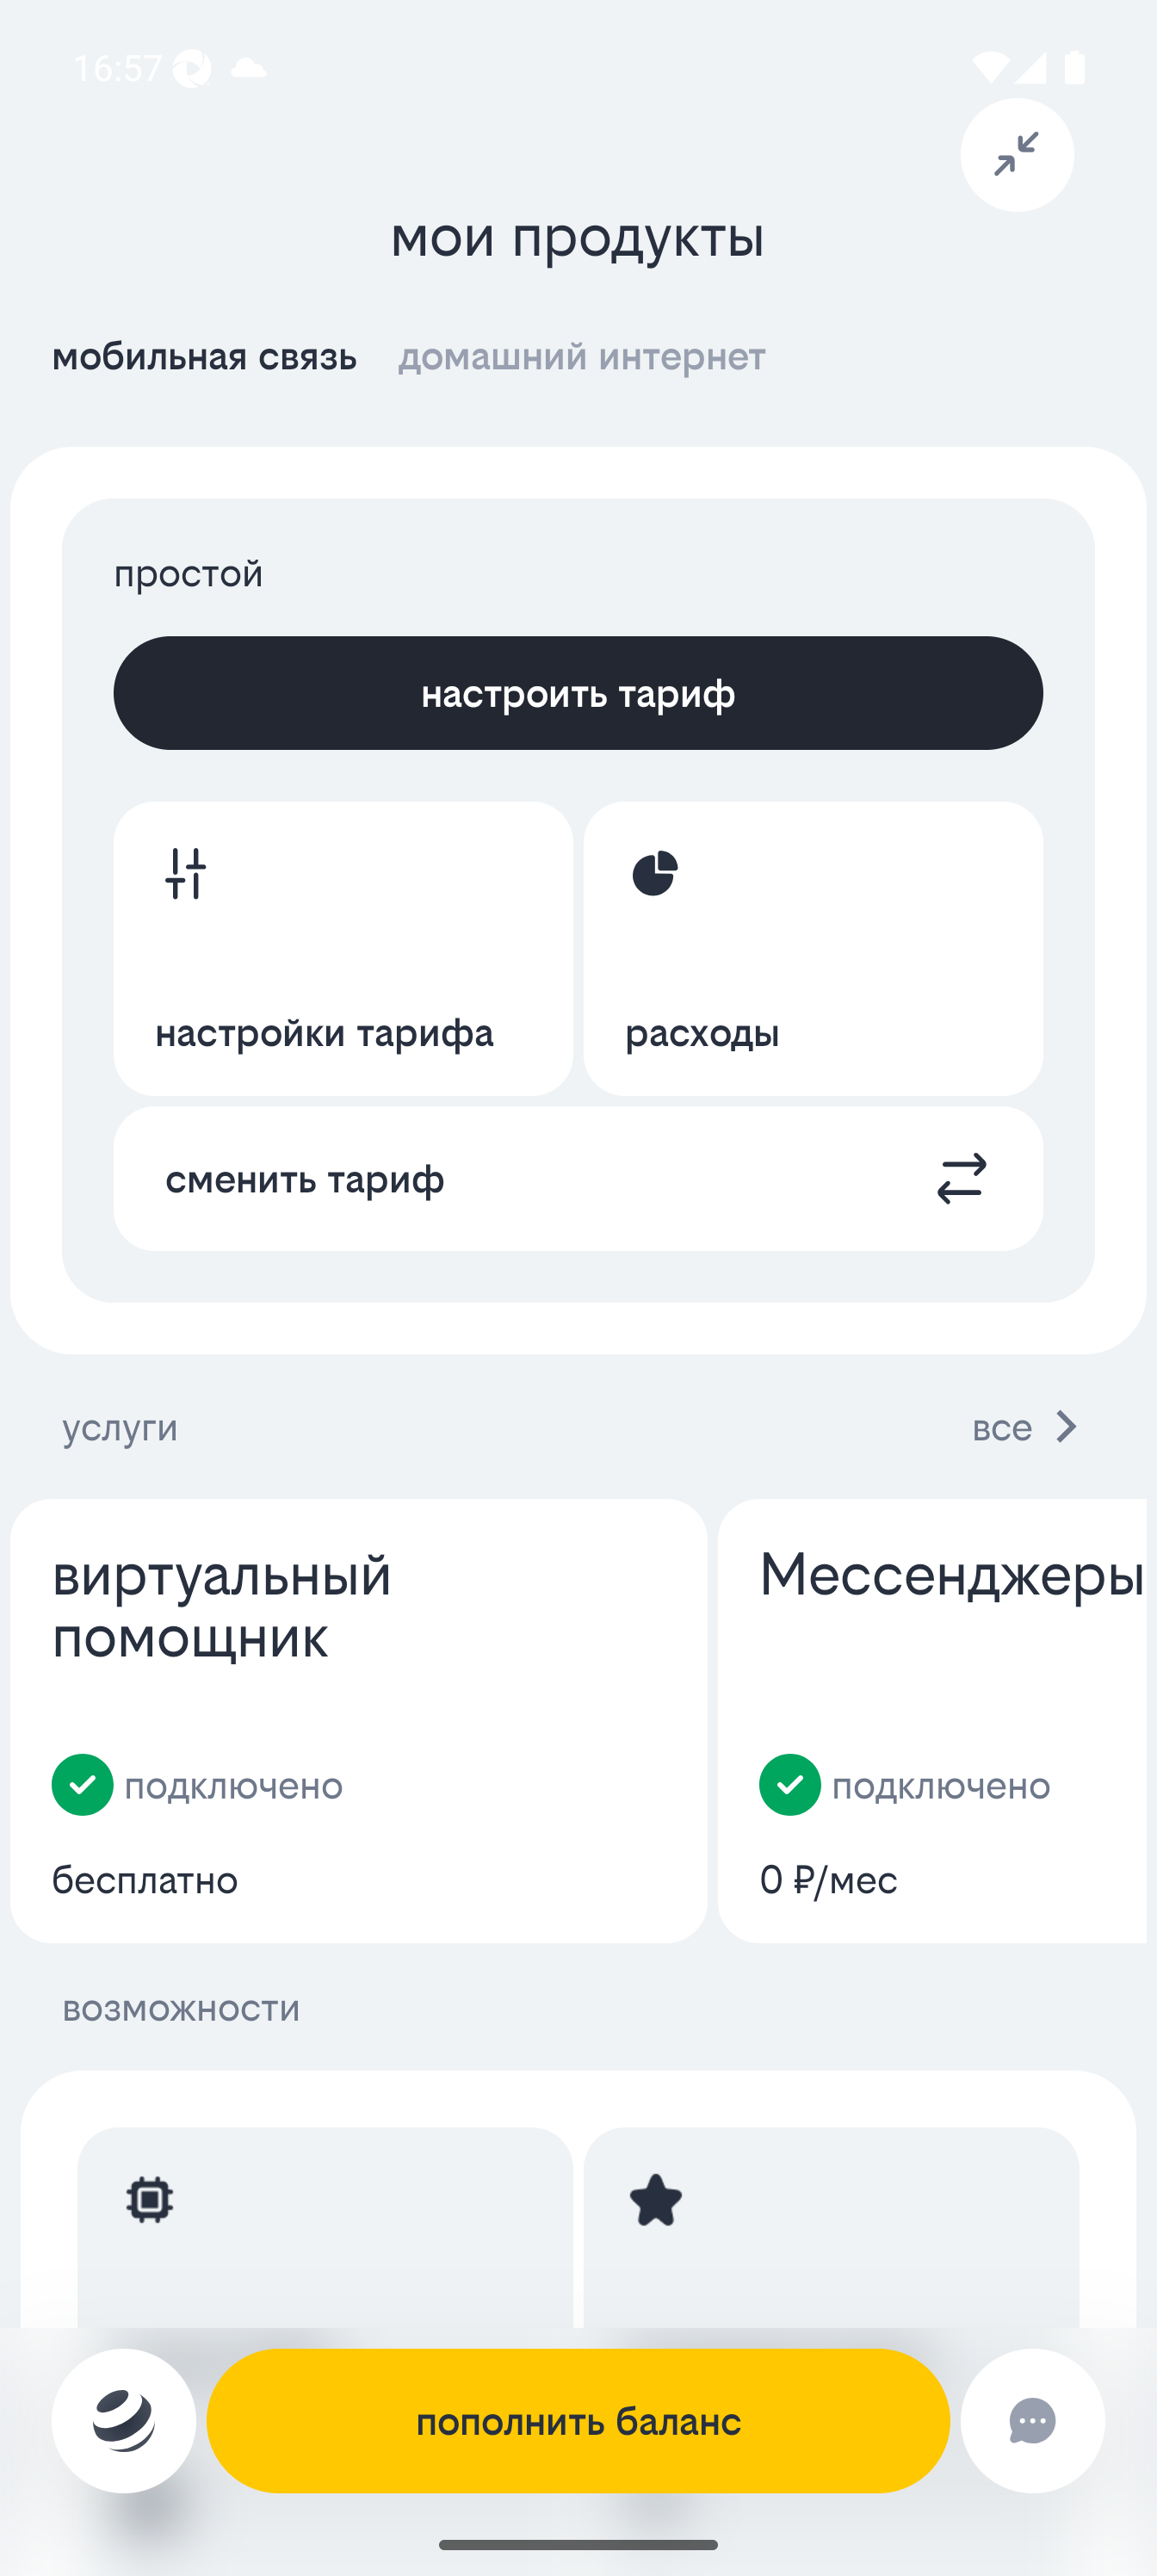 16:57
мои продукты
мобильная связь домашний интернет
простой
настроить тариф
настройки тарифа расходы
сменить тариф
услуги все
виртуальный
помощник
Мессенджеры
подключено подключено
бесплатно 0 ₽/мес
возможности
пополнить баланс